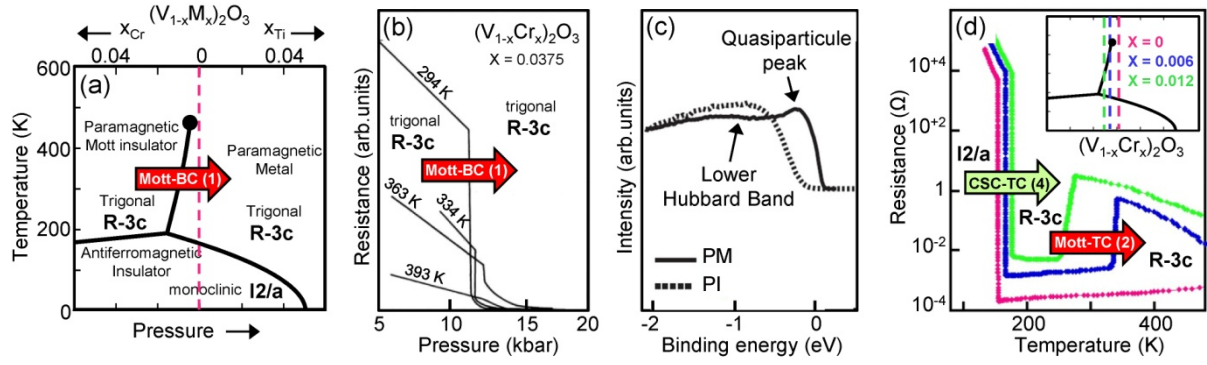 (V1-xMx)2O3
xCr 0 xTi
0.04 0.04
(a)
600
400
200
0
Temperature (K)
Paramagnetic
Mott insulator
Paramagnetic
Metal
Mott-BC (1)
Trigonal
R-3c
Trigonal
R-3c
Antiferromagnetic
Insulator
monoclinic I2/a
Pressure
(b)
(V1-xCrx)2O3
X = 0.0375
294 K
trigonal
R-3c
trigonal
R-3c
Mott-BC (1)
363 K
334 K
393 K
Resistance (arb.units)
5 10 15 20
Pressure (kbar)
(c)
Quasiparticule
peak
Lower
Hubbard Band
PM
PI
Intensity (arb.units)
-2 -1 0
Binding energy (eV)
(d)
X = 0
X = 0.006
X = 0.012
(V1-xCrx)2O3
10+4
10+2
1
10-2
10-4
Resistance (Ω)
I2/a
CSC-TC (4)
R-3c
Mott-TC (2)
R-3c
200 400
Temperature (K)